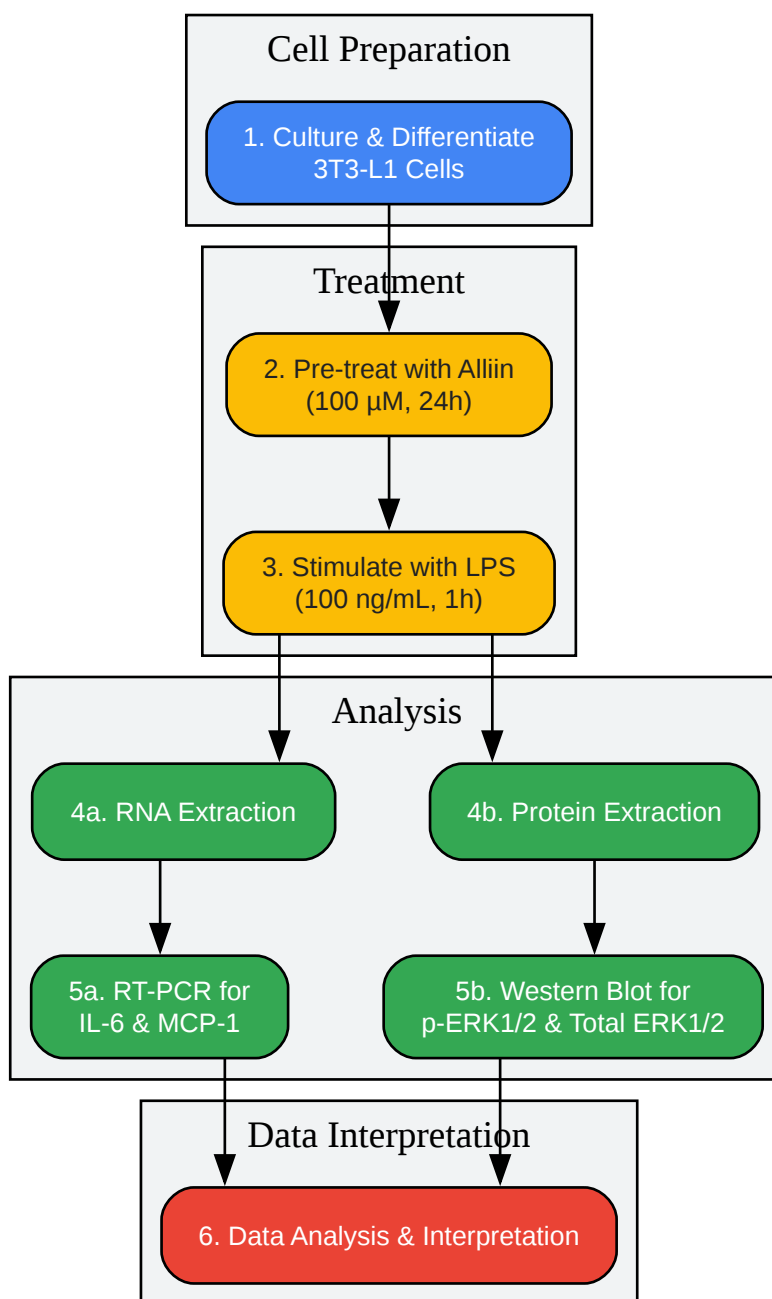 Cell Preparation
1. Culture & Differentiate
3T3-L1 Cells
Treatment
2. Pre-treat with Alliin
(100 µM, 24h)
3. Stimulate with LPS
(100 ng/mL, 1h)
Analysis
4a. RNA Extraction
4b. Protein Extraction
5a. RT-PCR for
IL-6 & MCP-1
5b. Western Blot for
p-ERK1/2 & Total ERK1/2
Data Interpretation
6. Data Analysis & Interpretation